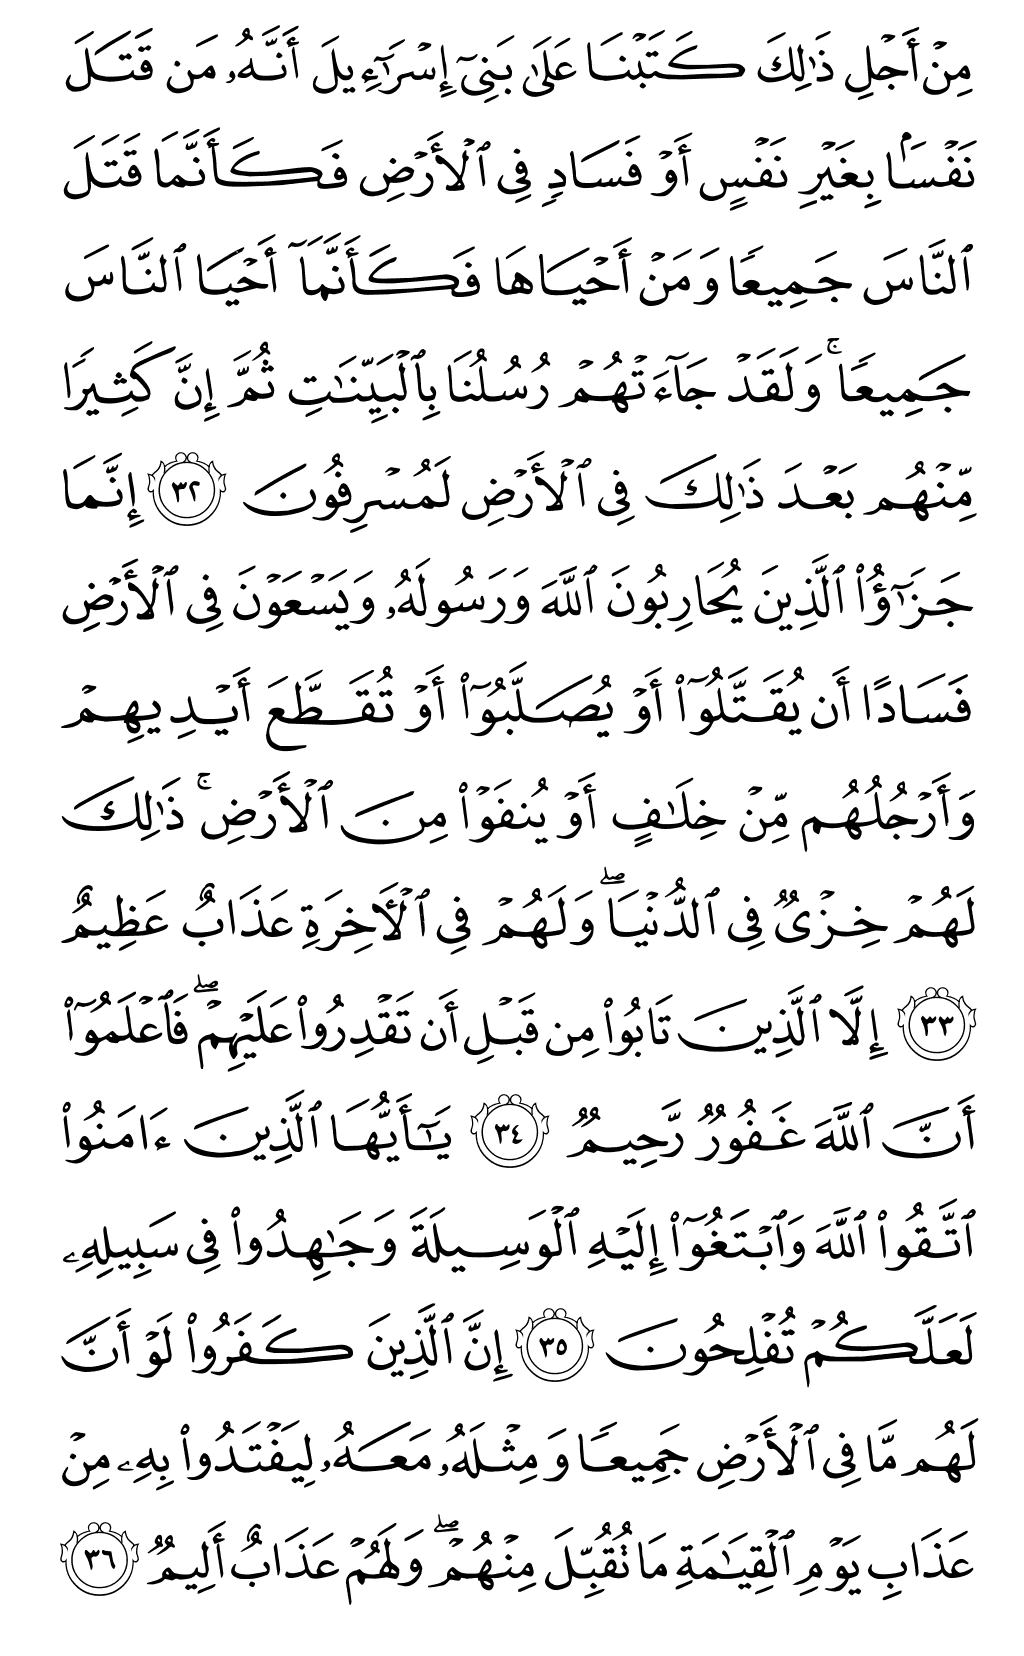 مِنْ أَجْلِ ذَٰلِكَ كَتَبْنَا عَلَىٰ بَنِىٓ إِسْرَٰٓءِيلَ أَنَّهُۥ مَن قَتَلَ
نَفْسَۢا بِغَيْرِ نَفْسٍ أَوْ فَسَادٍ فِى ٱلْأَرْضِ فَكَأَنَّمَا قَتَلَ
ٱلنَّاسَ جَمِيعًا وَمَنْ أَحْيَاهَا فَكَأَنَّمَآ أَحْيَا ٱلنَّاسَ
جَمِيعًا ۚ وَلَقَدْ جَآءَتْهُمْ رُسُلُنَا بِٱلْبَيِّنَٰتِ ثُمَّ إِنَّ كَثِيرًا
مِّنْهُم بَعْدَ ذَٰلِكَ فِى ٱلْأَرْضِ لَمُسْرِفُونَ ٣٢ إِنَّمَا
جَزَٰٓؤُا۟ ٱلَّذِينَ يُحَارِبُونَ ٱللَّهَ وَرَسُولَهُۥ وَيَسْعَوْنَ فِى ٱلْأَرْضِ
فَسَادًا أَن يُقَتَّلُوٓا۟ أَوْ يُصَلَّبُوٓا۟ أَوْ تُقَطَّعَ أَيْدِيهِمْ
وَأَرْجُلُهُم مِّنْ خِلَٰفٍ أَوْ يُنفَوْا۟ مِنَ ٱلْأَرْضِ ۚ ذَٰلِكَ
لَهُمْ خِزْىٌ فِى ٱلدُّنْيَا ۖ وَلَهُمْ فِى ٱلْـَٔاخِرَةِ عَذَابٌ عَظِيمٌ
٣٣ إِلَّا ٱلَّذِينَ تَابُوا۟ مِن قَبْلِ أَن تَقْدِرُوا۟ عَلَيْهِمْ ۖ فَٱعْلَمُوٓا۟
أَنَّ ٱللَّهَ غَفُورٌ رَّحِيمٌ ٣٤ يَٰٓأَيُّهَا ٱلَّذِينَ ءَامَنُوا۟
ٱتَّقُوا۟ ٱللَّهَ وَٱبْتَغُوٓا۟ إِلَيْهِ ٱلْوَسِيلَةَ وَجَٰهِدُوا۟ فِى سَبِيلِهِۦ
لَعَلَّكُمْ تُفْلِحُونَ ٣٥ إِنَّ ٱلَّذِينَ كَفَرُوا۟ لَوْ أَنَّ
لَهُم مَّا فِى ٱلْأَرْضِ جَمِيعًا وَمِثْلَهُۥ مَعَهُۥ لِيَفْتَدُوا۟ بِهِۦ مِنْ
عَذَابِ يَوْمِ ٱلْقِيَٰمَةِ مَا تُقُبِّلَ مِنْهُمْ ۖ وَلَهُمْ عَذَابٌ أَلِيمٌ ٣٦